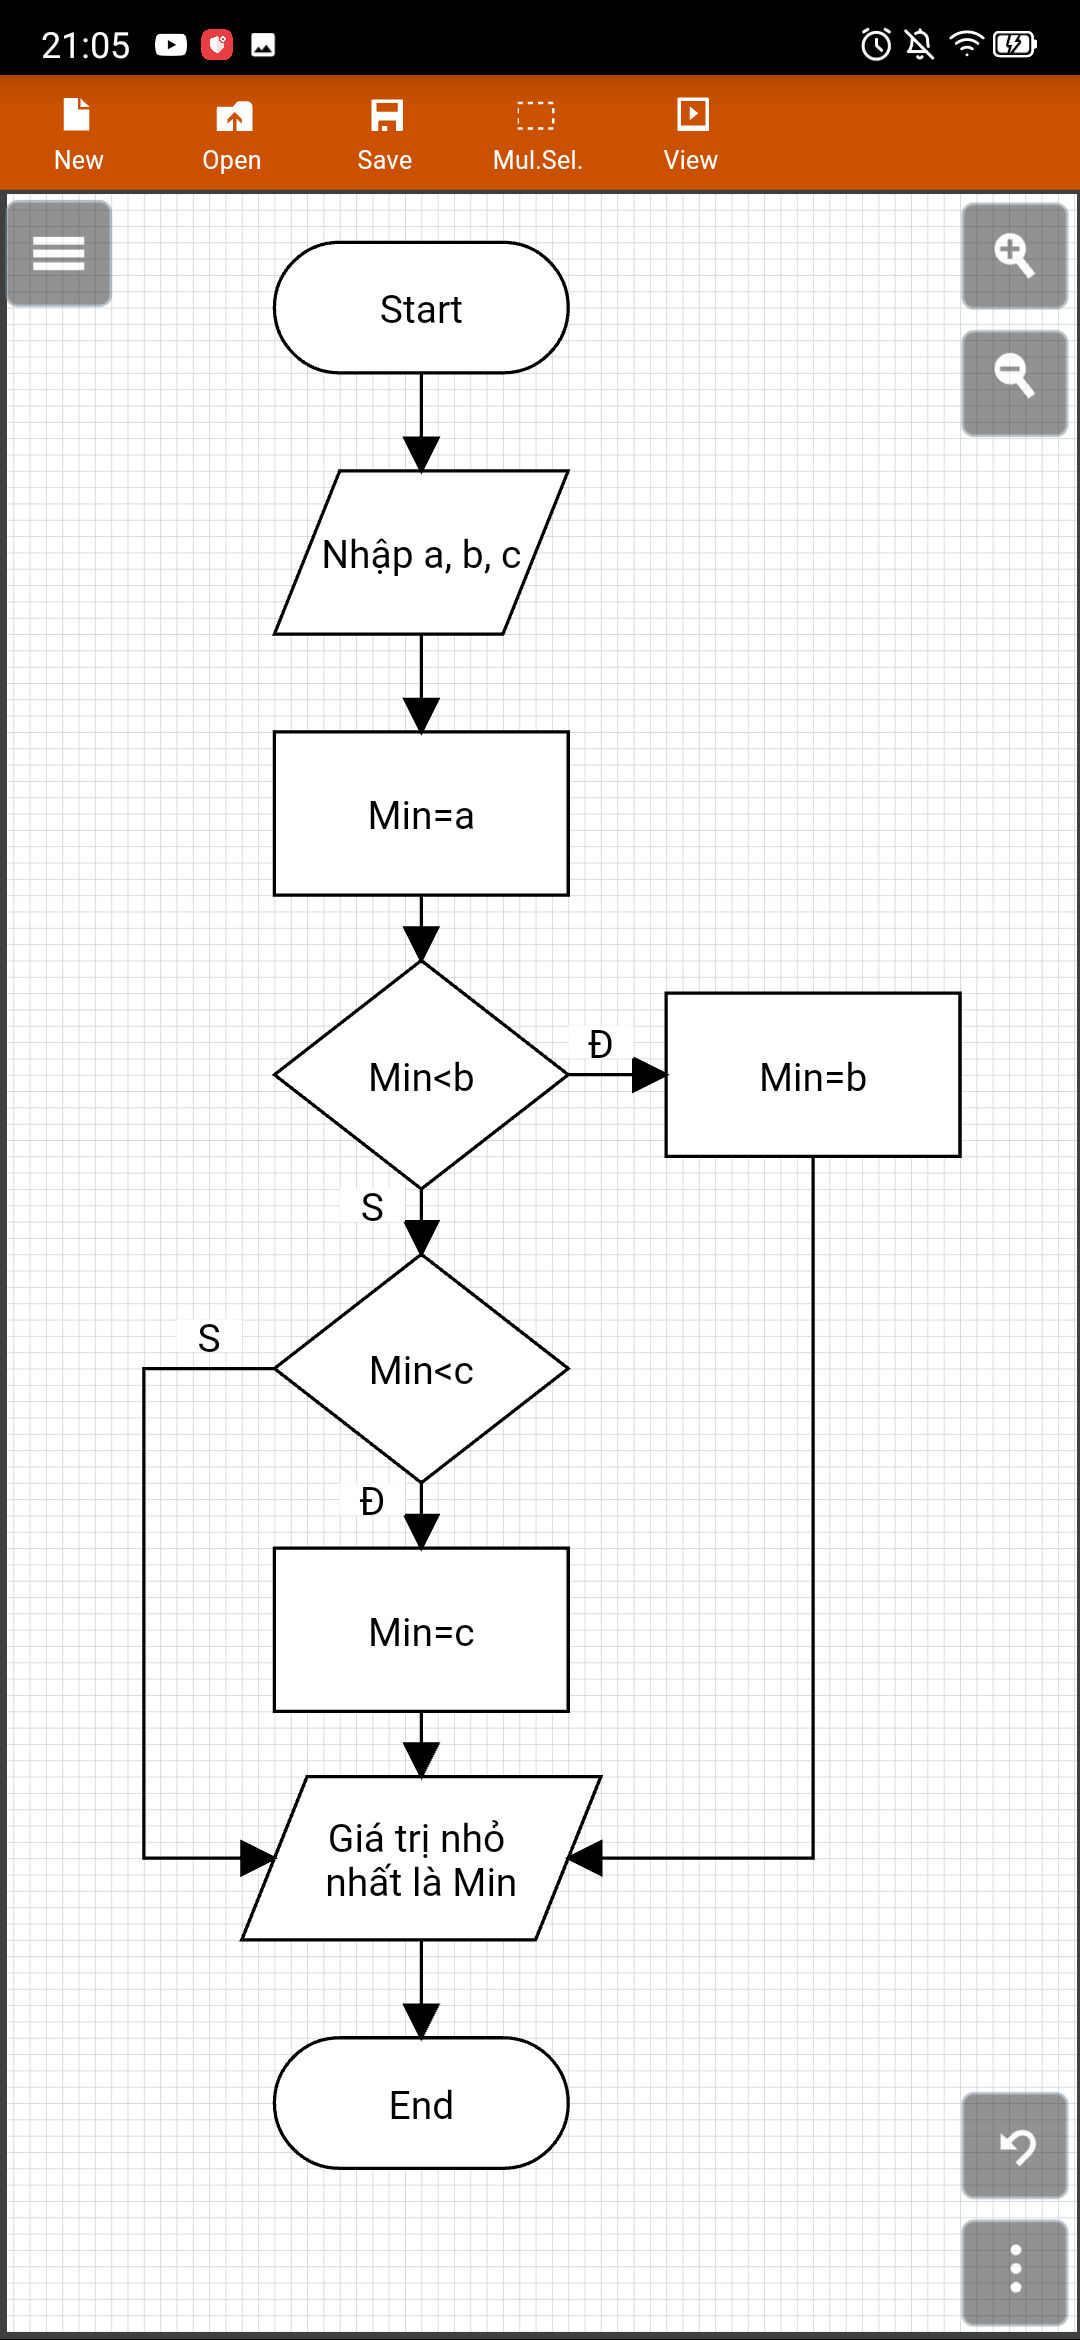 21:05
New Open Save Mul.Sel. View
Start
Nhập a, b, c
Min=a
Min<b
Đ
Min=b
S
Min<c
S
Đ
Min=c
Giá trị nhỏ
nhất là Min
End